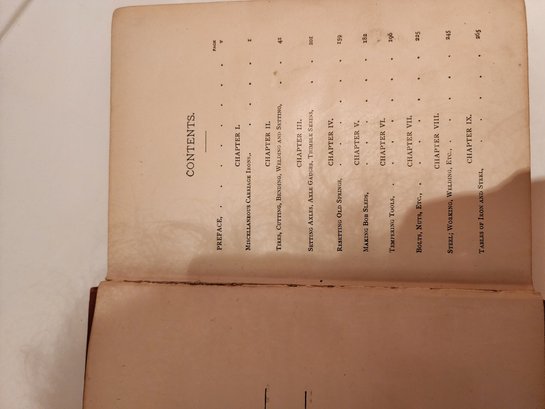 CONTENTS.
PAGE
PREFACE, . . . . . . . . v
CHAPTER I.
MISCELLANEOUS CARRIAGE IRONS, . . . . . 1
CHAPTER II.
TIRES, CUTTING, BENDING, WELDING AND SETTING, . . 41
CHAPTER III.
SETTING AXLES, AXLE GAUGES, THIMBLE SKEINS, . . 101
CHAPTER IV.
RESETTING OLD SPRINGS, . . . . . . 159
CHAPTER V.
MAKING BOB SLEDS, . . . . . . . 182
CHAPTER VI.
TEMPERING TOOLS, . . . . . . . 196
CHAPTER VII.
BOLTS, NUTS, ETC., . . . . . . . 225
CHAPTER VIII.
STEEL; WORKING, WELDING, ETC., . . . . . 245
CHAPTER IX.
TABLES OF IRON AND STEEL, . . . . . . 265